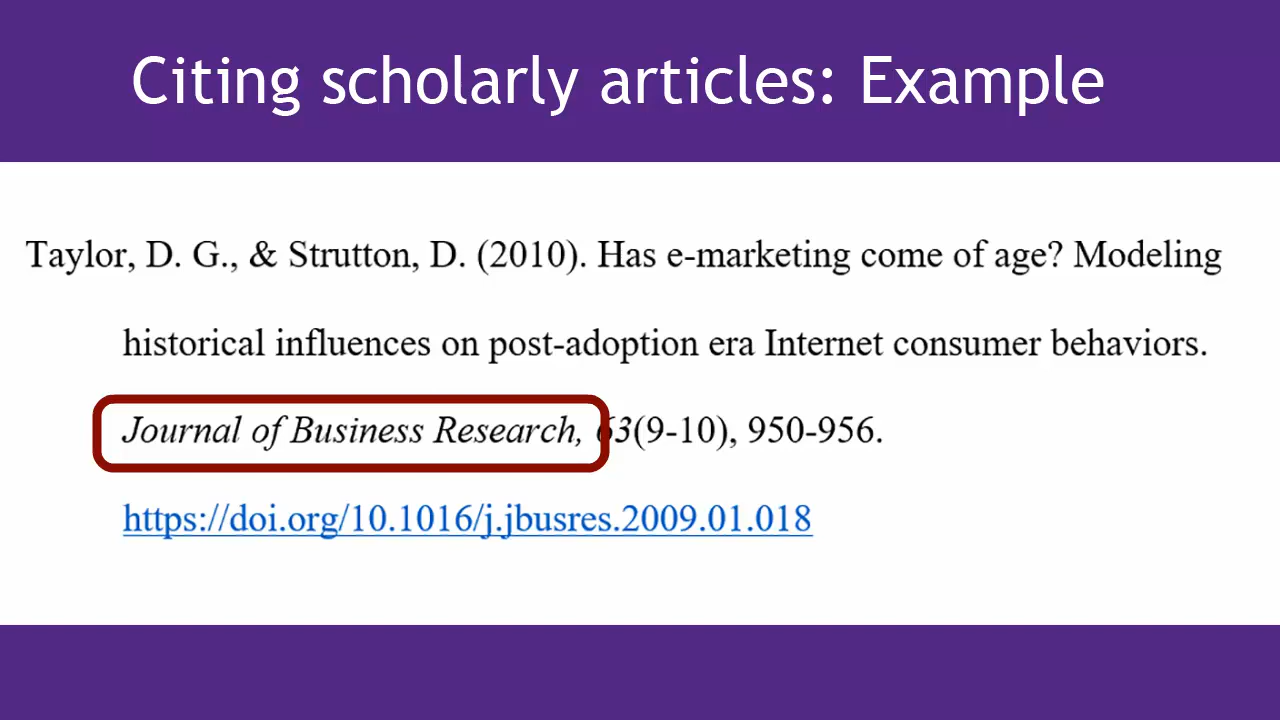 Citing scholarly articles: Example
Taylor, D. G., & Strutton, D. (2010). Has e-marketing come of age? Modeling
historical influences on post-adoption era Internet consumer behaviors.
Journal of Business Research, 63(9-10), 950-956.
https://doi.org/10.1016/j.jbusres.2009.01.018